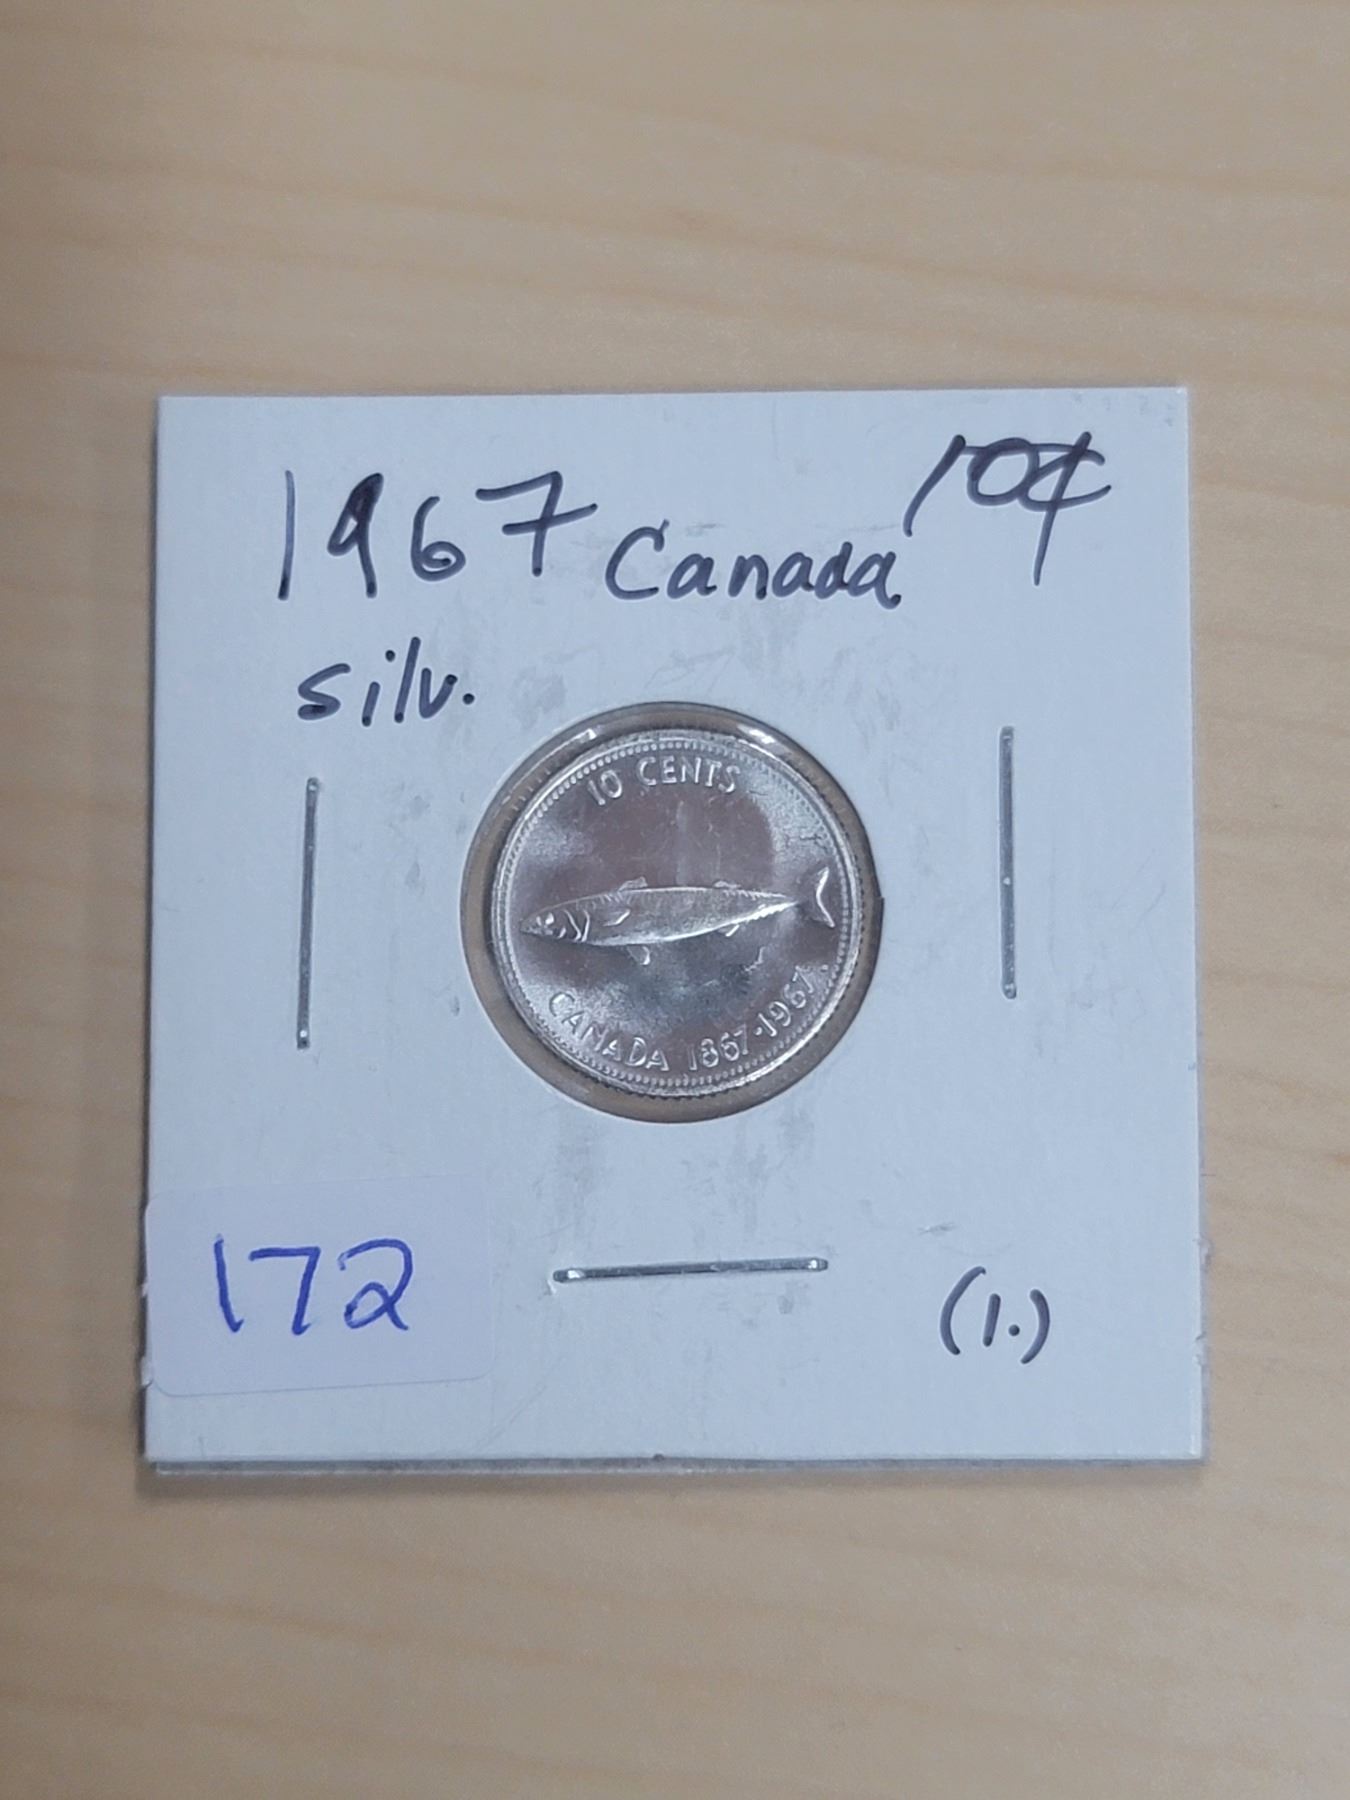 1967 Canada 10¢
silv.
10 CENTS
CANADA 1867·1967
172
(1.)